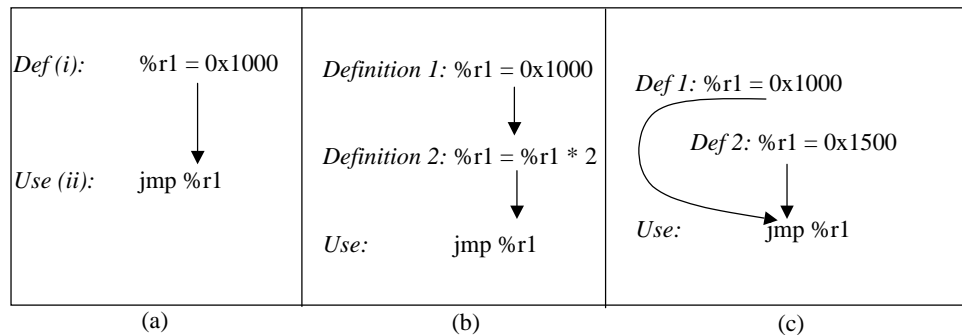 Def (i): %r1 = 0x1000
Use (ii): jmp %r1
(a)
Definition 1: %r1 = 0x1000
Definition 2: %r1 = %r1 * 2
Use: jmp %r1
(b)
Def 1: %r1 = 0x1000
Def 2: %r1 = 0x1500
Use: jmp %r1
(c)